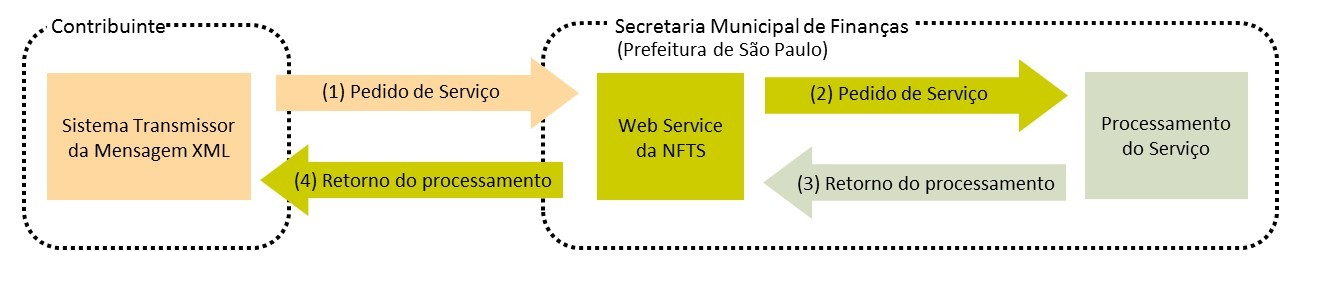 Contribuinte
Secretaria Municipal de Finanças
(Prefeitura de São Paulo)
(1) Pedido de Serviço
(2) Pedido de Serviço
Sistema Transmissor
da Mensagem XML
Web Service
da NFTS
Processamento
do Serviço
(4) Retorno do processamento
(3) Retorno do processamento